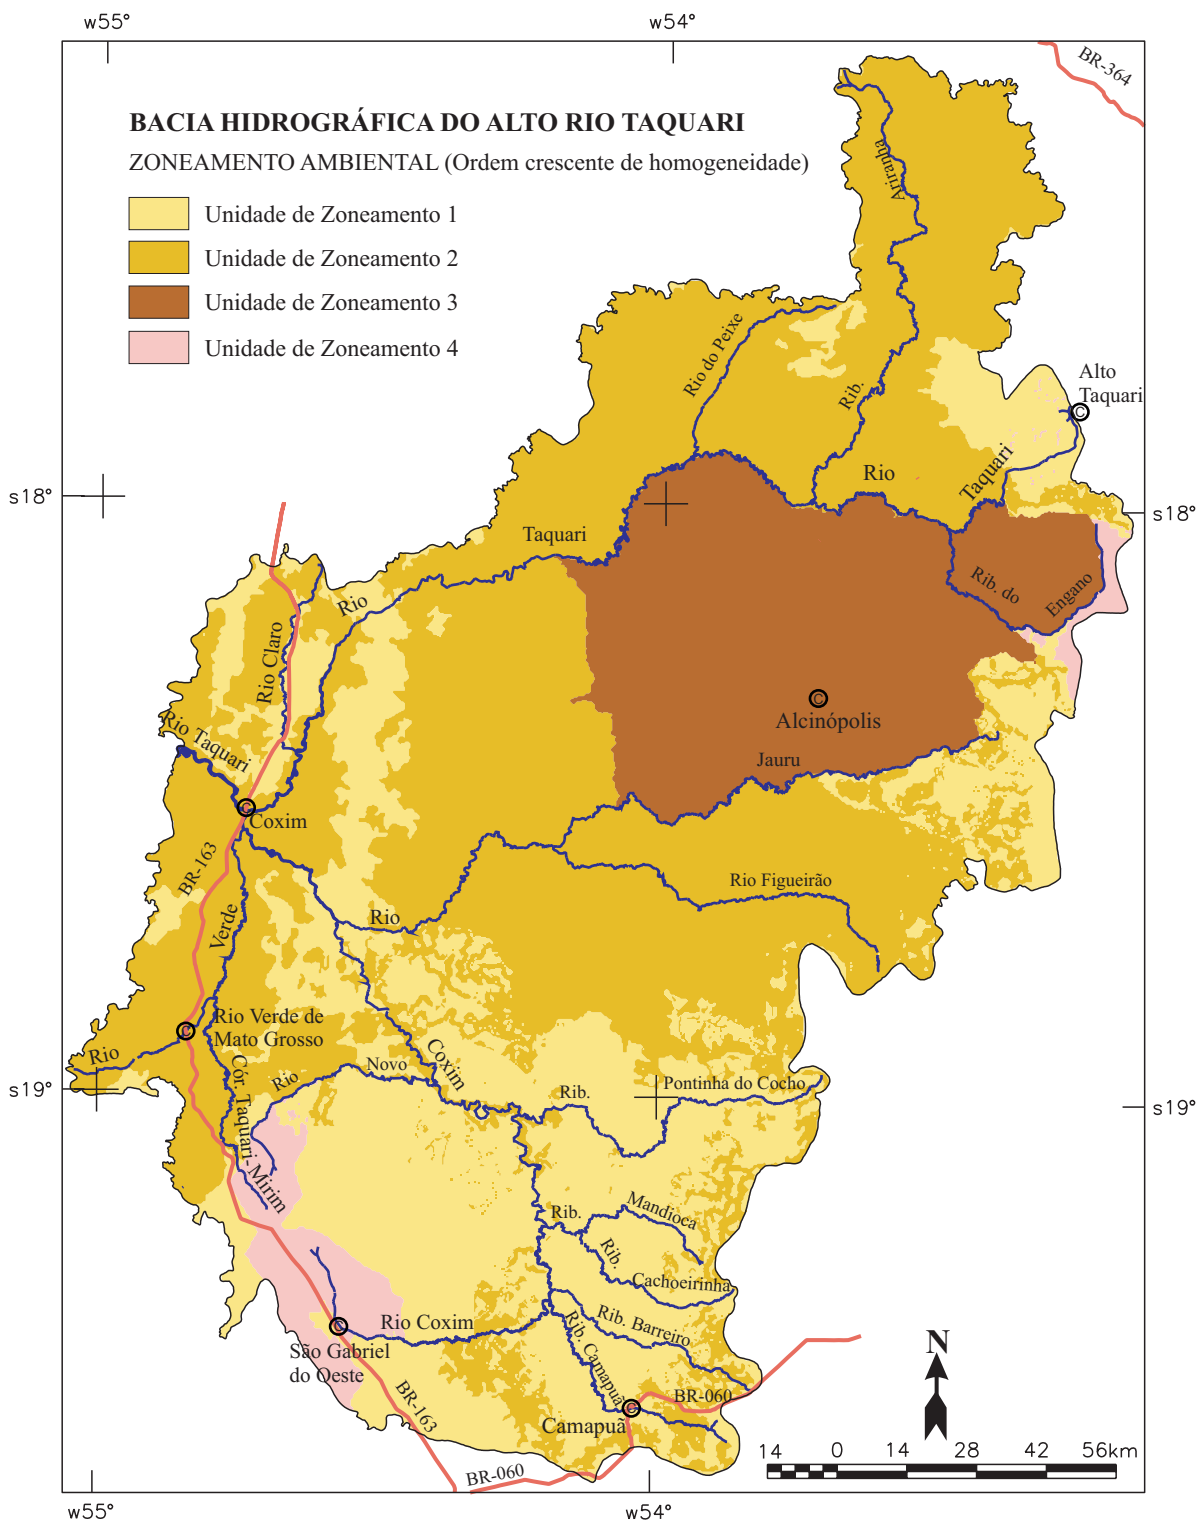 w55°
w54°
BR-364
BACIA HIDROGRÁFICA DO ALTO RIO TAQUARI
ZONEAMENTO AMBIENTAL (Ordem crescente de homogeneidade)
Unidade de Zoneamento 1
Unidade de Zoneamento 2
Unidade de Zoneamento 3
Unidade de Zoneamento 4
Ariranha
Rio do Peixe
Rib.
Alto
Taquari
C
Rio
Taquari
s18°
s18°
Taquari
Rio
Rib. do
Engano
Rio Claro
C
Alcinópolis
Rio Taquari
Jauru
C
Coxim
BR-163
Rio Figueirão
Rio
Verde
Rio Verde de
Mato Grosso
C
Rio
Cór. Taquari-Mirim
Rio
Novo
Coxim
Rib.
Pontinha do Cocho
s19°
s19°
Rib.
Mandioca
Rib.
Cachoeirinha
Rib. Barreiro
Rib. Camapuã
Rio Coxim
C
São Gabriel
do Oeste
BR-163
BR-060
C
Camapuã
BR-060
N
14 0 14 28 42 56km
w55°
w54°